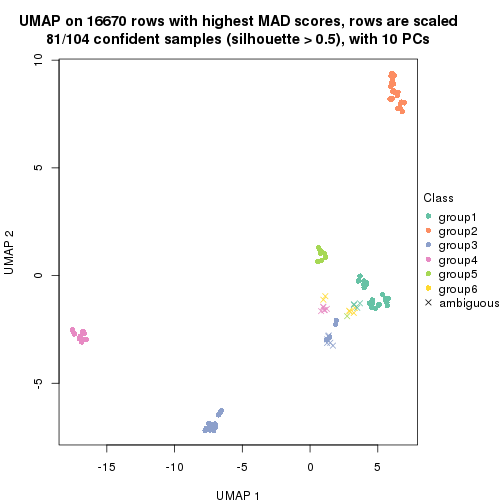 UMAP on 16670 rows with highest MAD scores, rows are scaled
81/104 confident samples (silhouette > 0.5), with 10 PCs
10
5
0
-5
UMAP 2
-15
-10
-5
0
5
UMAP 1
Class
group1
group2
group3
group4
group5
group6
ambiguous